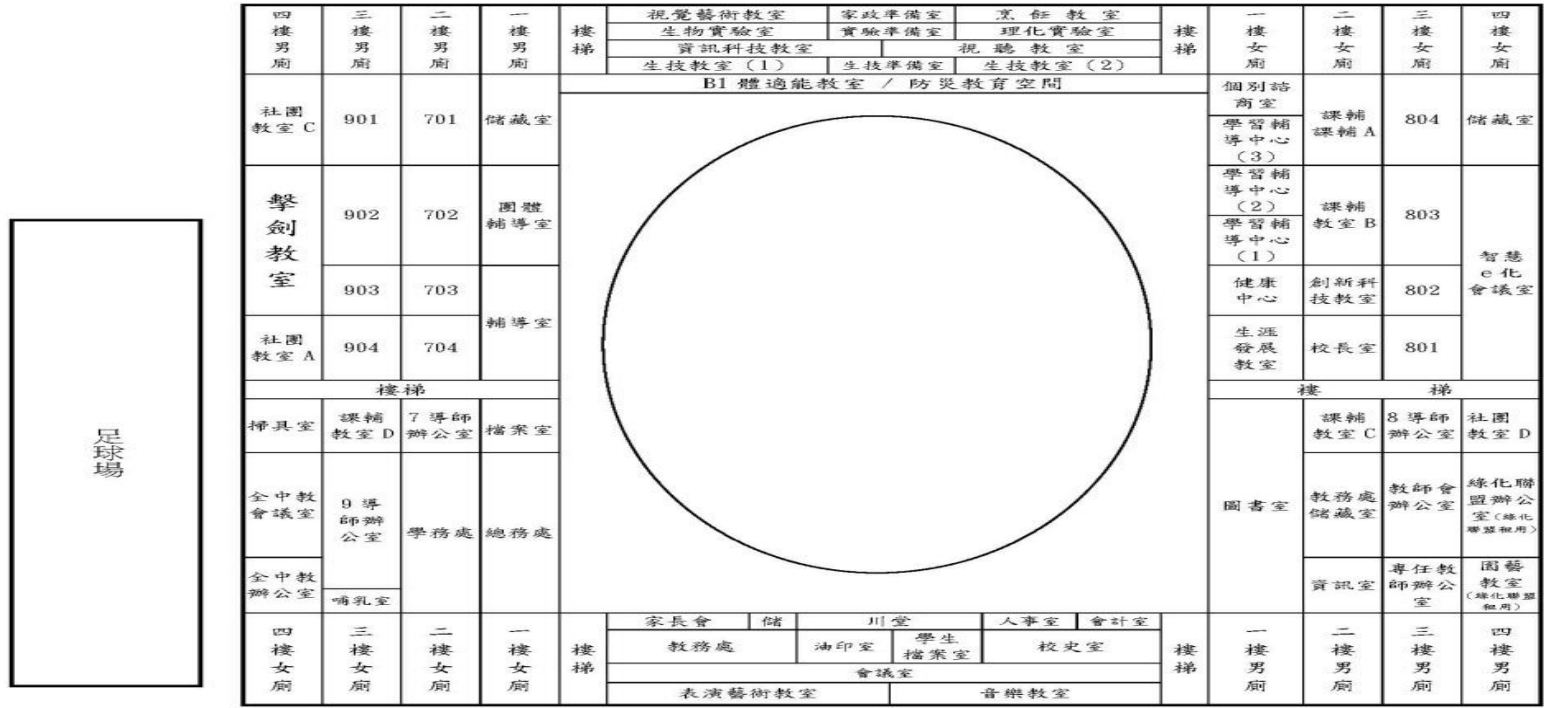 四樓男廁 三樓男廁 二樓男廁 一樓男廁 樓梯
視覺藝術教室 家政準備室 烹飪教室
生物實驗室 實驗準備室 理化實驗室
資訊科技教室 視聽教室
生技教室(1) 生技準備室 生技教室(2)
樓梯 一樓女廁 二樓女廁 三樓女廁 四樓女廁
B1 體適能教室 / 防災教育空間
社團
教室 C
901
701
儲藏室
擊劍教室
902
702
團體
輔導室
903
703
輔導室
社團
教室 A
904
704
樓梯
掃具室
課輔
教室 D
7 導師
辦公室
檔案室
全中教
會議室
9 導
師辦
公室
學務處
總務處
全中教
辦公室
哺乳室
足球場
個別諮
商室
學習輔
導中心
(3)
課輔
課輔 A
804
儲藏室
學習輔
導中心
(2)
學習輔
導中心
(1)
課輔
教室 B
803
智慧
e 化
會議室
健康
中心
創新科
技教室
802
生涯
發展
教室
校長室
801
樓 梯
圖書室
課輔
教室 C
8 導師
辦公室
社團
教室 D
教務處
儲藏室
教師會
辦公室
綠化聯
盟辦公
室(綠化
聯盟租用)
資訊室
專任教
師辦公
室
園藝
教室
(綠化聯盟
租用)
四樓女廁 三樓女廁 二樓女廁 一樓女廁 樓梯
家長會 儲 川堂 人事室 會計室
教務處 油印室 學生
檔案室 校史室
會議室
表演藝術教室 音樂教室
樓梯 一樓男廁 二樓男廁 三樓男廁 四樓男廁